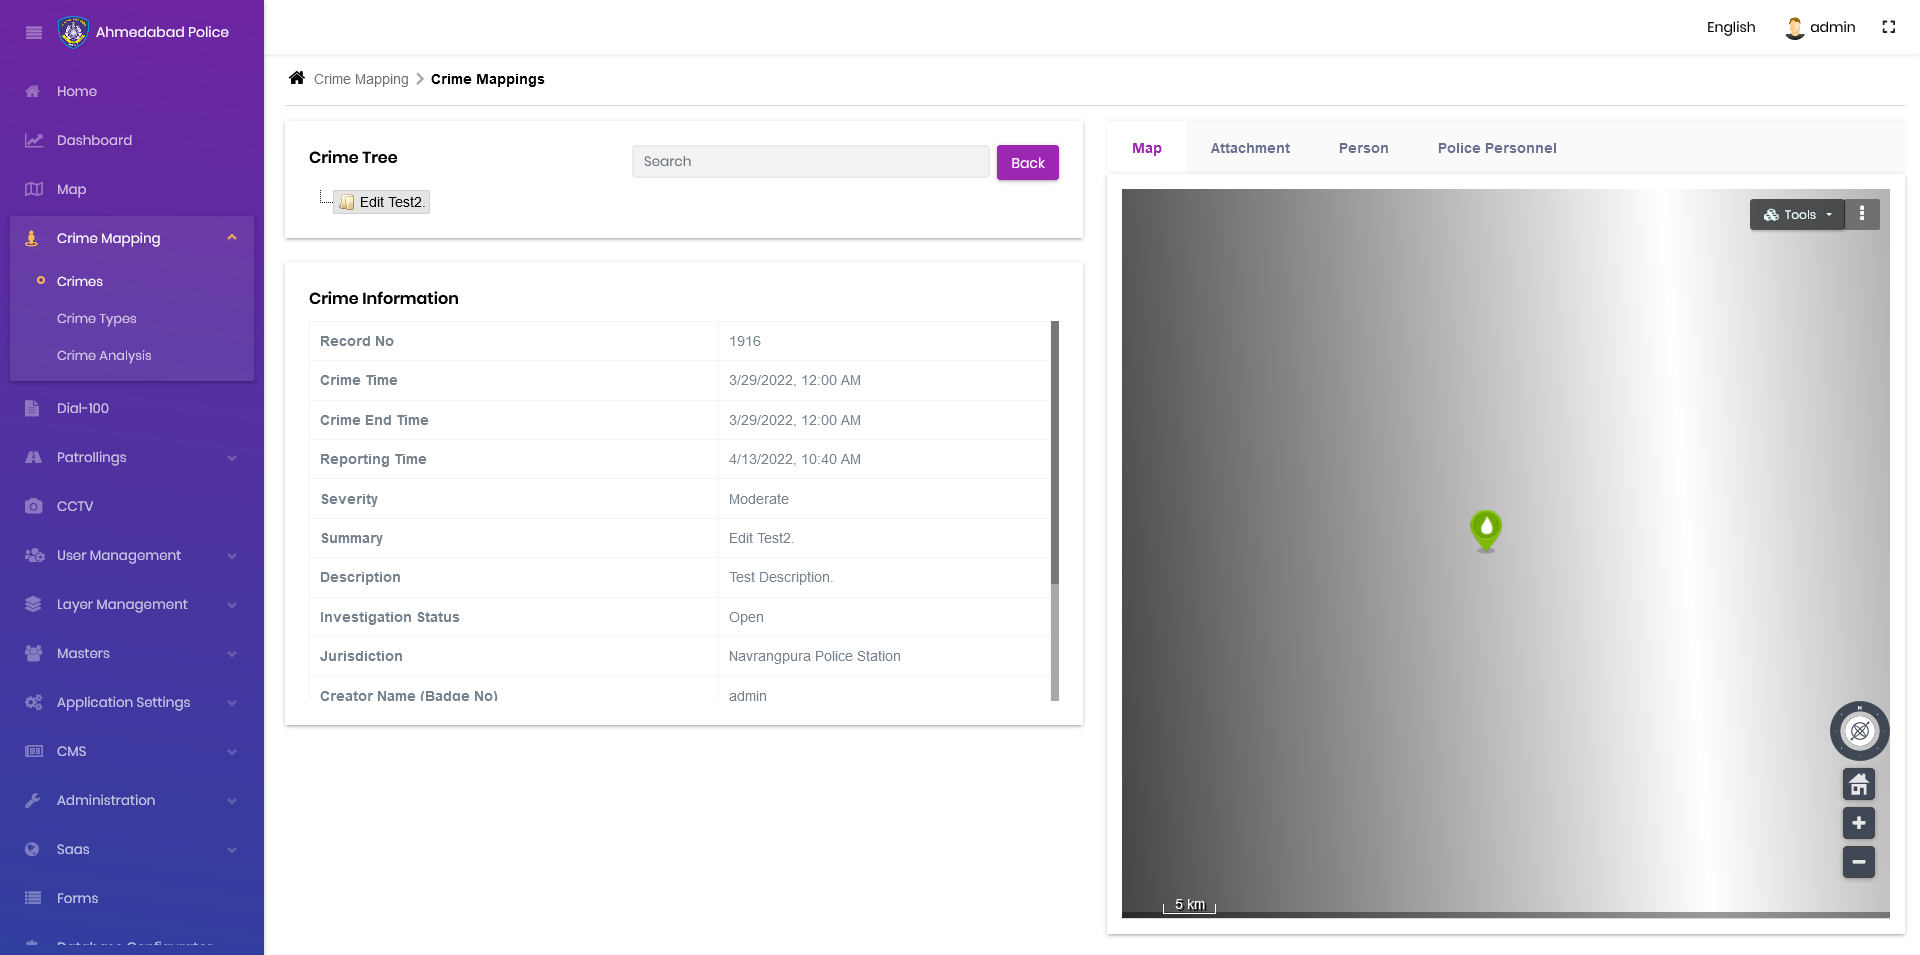 Ahmedabad Police
English
admin
Home
Dashboard
Map
Crime Mapping
Crimes
Crime Types
Crime Analysis
Dial-100
Patrollings
CCTV
User Management
Layer Management
Masters
Application Settings
CMS
Administration
Saas
Forms
Database Configurator
Crime Mapping
Crime Mappings
Crime Tree
Search
Back
Edit Test2.
Crime Information
Record No 1916
Crime Time 3/29/2022, 12:00 AM
Crime End Time 3/29/2022, 12:00 AM
Reporting Time 4/13/2022, 10:40 AM
Severity Moderate
Summary Edit Test2.
Description Test Description.
Investigation Status Open
Jurisdiction Navrangpura Police Station
Creator Name (Badge No) admin
Map Attachment Person Police Personnel
Tools
N
5 km